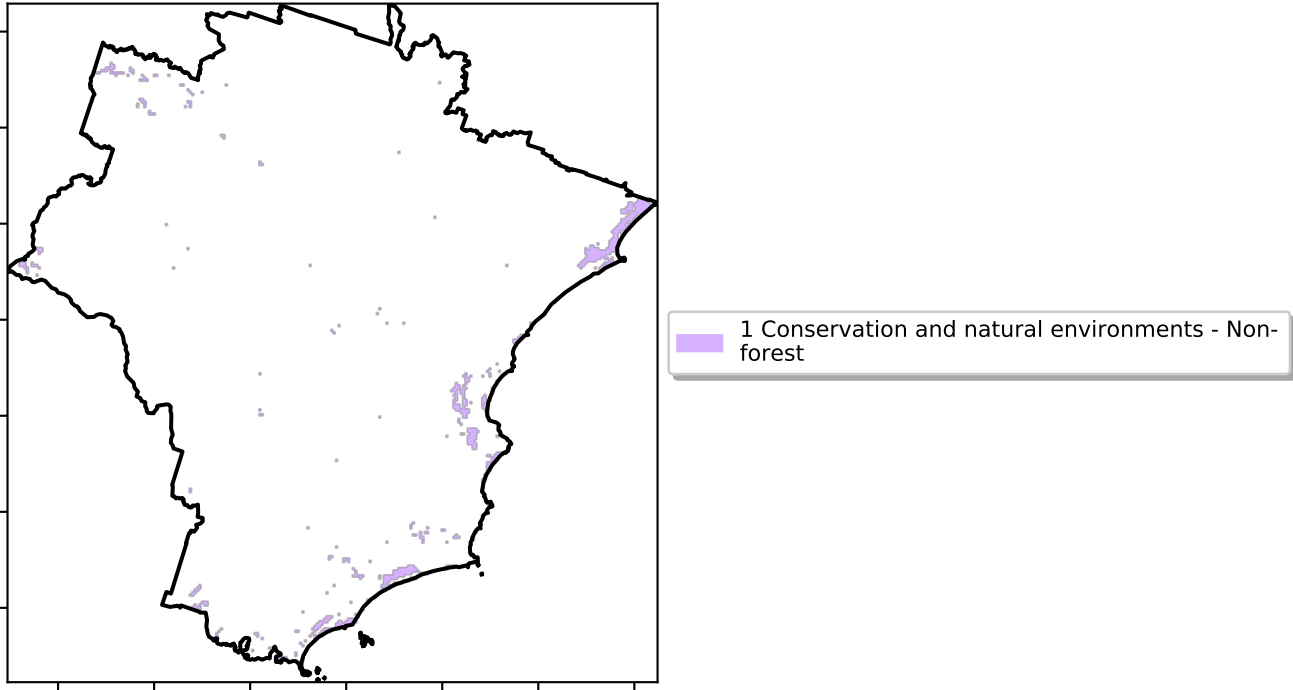 1 Conservation and natural environments - Non-
forest